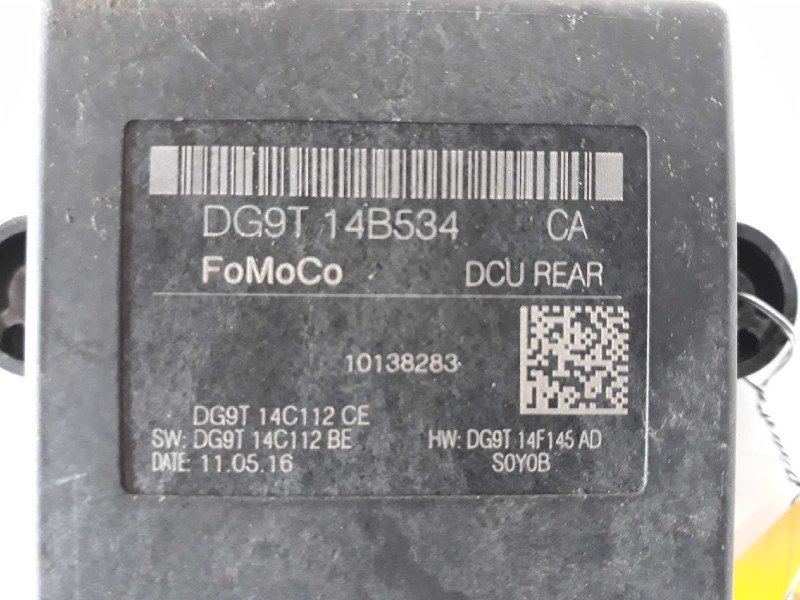 DG9T 14B534 CA
FoMoCo DCU REAR
10138283
DG9T 14C112 CE
SW: DG9T 14C112 BE HW: DG9T 14F145 AD
DATE: 11.05.16 S0Y0B